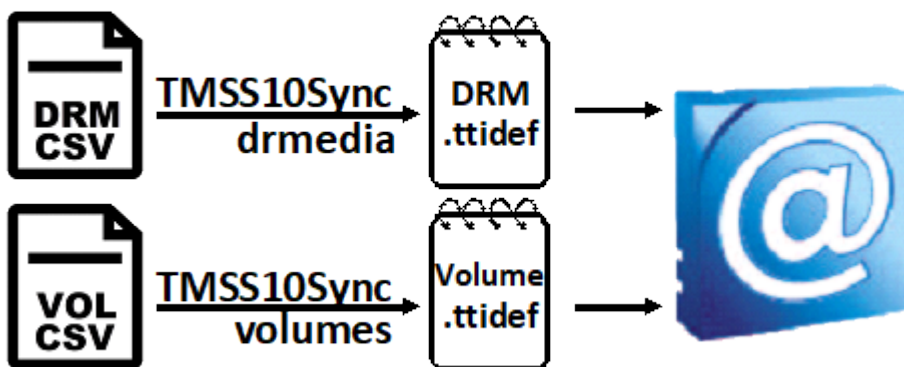 DRM
CSV
TMSS10Sync
drmedia
DRM
.ttidef
VOL
CSV
TMSS10Sync
volumes
Volume
.ttidef
@